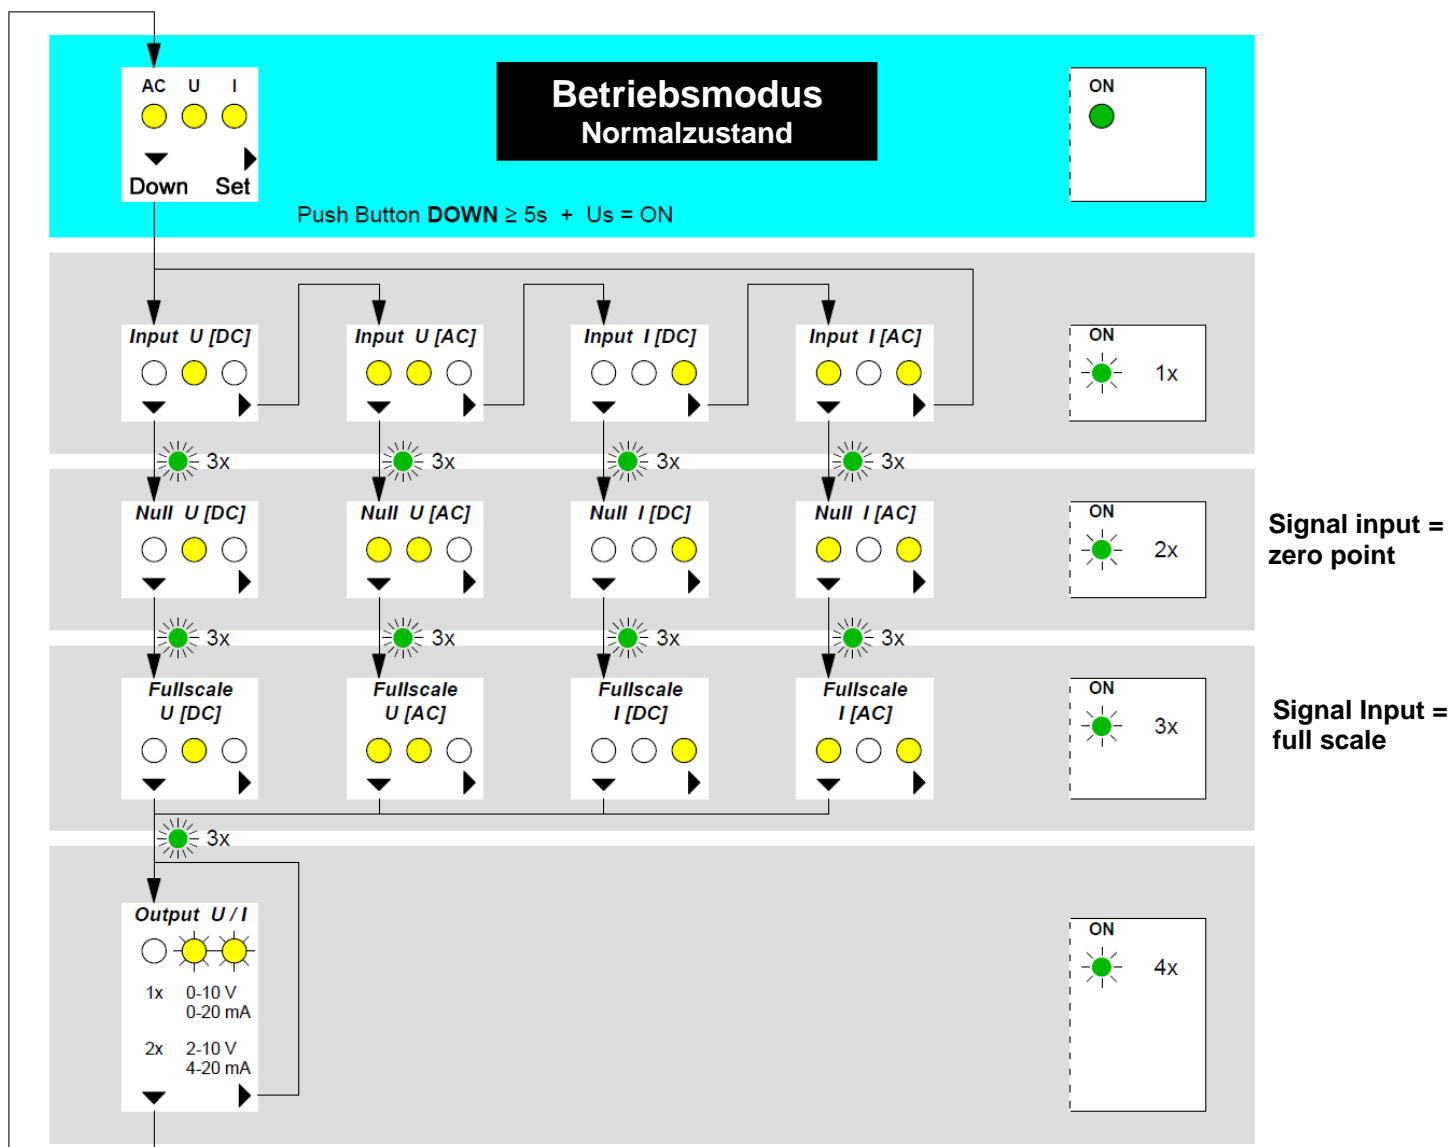 AC U I
Down Set
Betriebsmodus
Normalzustand
ON
Push Button DOWN ≥ 5s + Us = ON
Input U [DC]
Input U [AC]
Input I [DC]
Input I [AC]
ON
1x
3x
3x
3x
3x
Null U [DC]
Null U [AC]
Null I [DC]
Null I [AC]
ON
2x
Signal input =
zero point
3x
3x
3x
3x
Fullscale
U [DC]
Fullscale
U [AC]
Fullscale
I [DC]
Fullscale
I [AC]
ON
3x
Signal Input =
full scale
3x
Output U / I
1x 0-10 V
0-20 mA
2x 2-10 V
4-20 mA
ON
4x